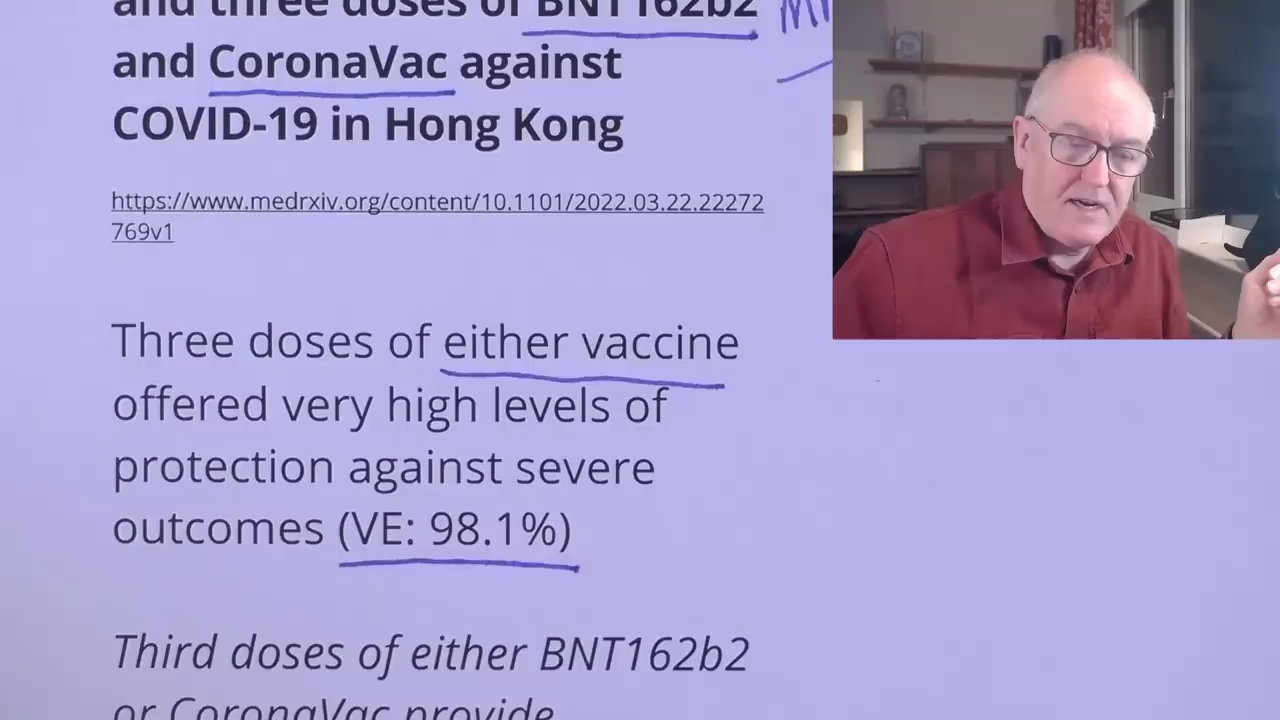 and three doses of BNT162b2
and CoronaVac against
COVID-19 in Hong Kong
https://www.medrxiv.org/content/10.1101/2022.03.22.22272
769v1
Three doses of either vaccine
offered very high levels of
protection against severe
outcomes (VE: 98.1%)
Third doses of either BNT162b2
or CoronaVac provide